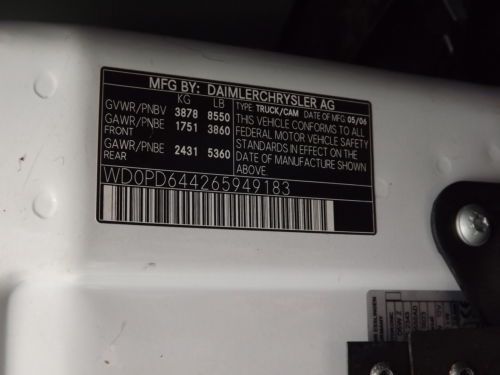 MFG BY: DAIMLERCHRYSLER AG
KG LB
GVWR/PNBV 3878 8550
GAWR/PNBE 1751 3860
FRONT
GAWR/PNBE 2431 5360
REAR
TYPE TRUCK/CAM DATE OF MFG 05/06
THIS VEHICLE CONFORMS TO ALL
FEDERAL MOTOR VEHICLE SAFETY
STANDARDS IN EFFECT ON THE
DATE OF MANUFACTURE SHOWN
ABOVE.
WD0PD644265949183